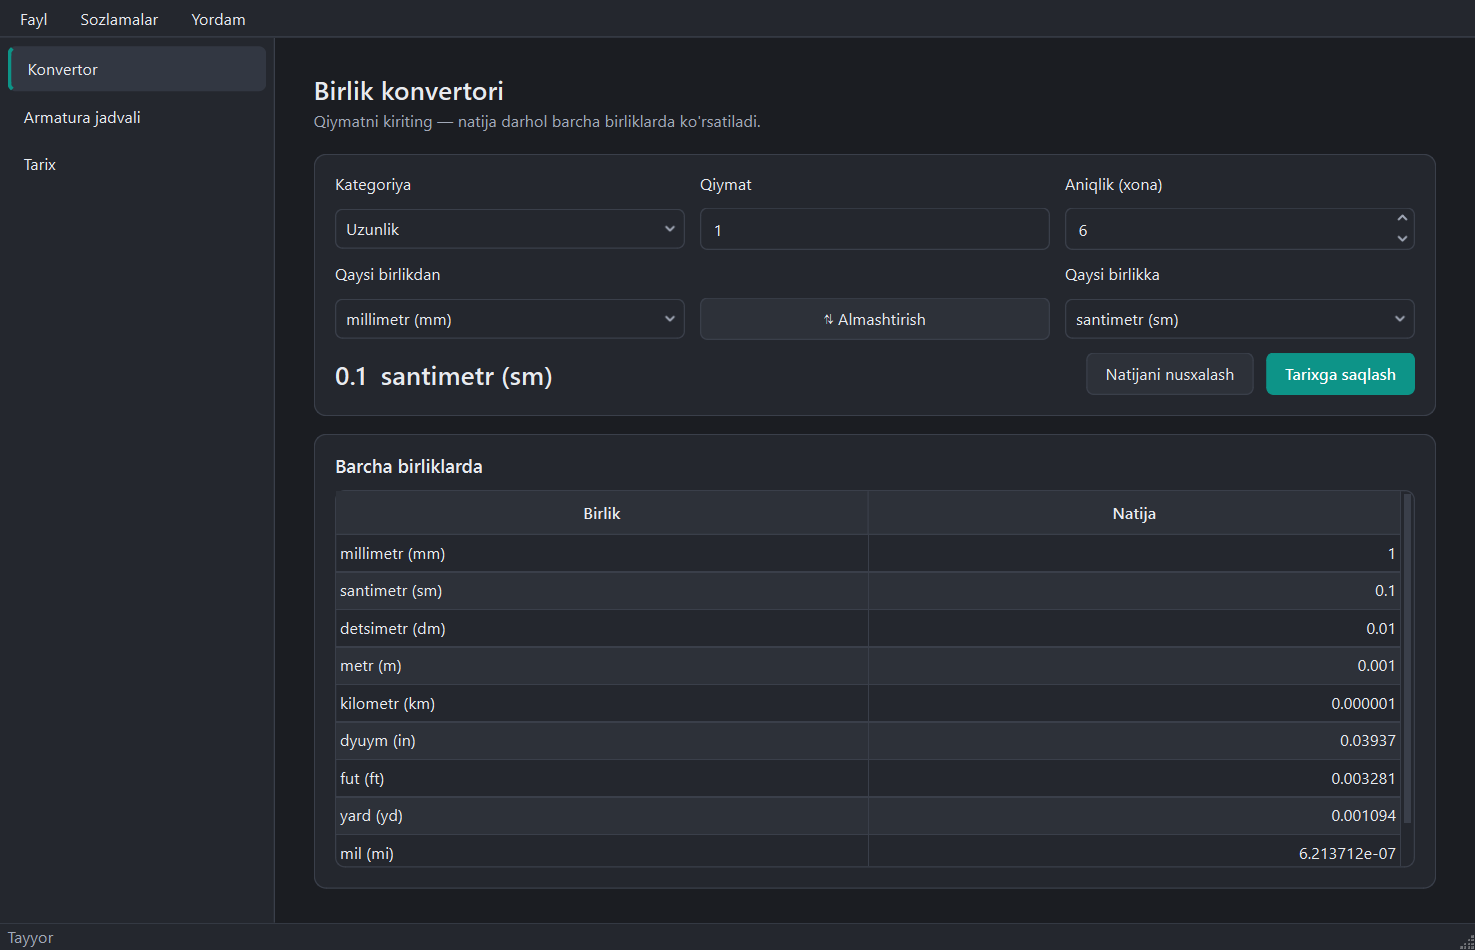 Fayl Sozlamalar Yordam
Konvertor
Armatura jadvali
Tarix
Birlik konvertori
Qiymatni kiriting — natija darhol barcha birliklarda ko'rsatiladi.
Kategoriya Qiymat Aniqlik (xona)
Uzunlik 1 6
Qaysi birlikdan Qaysi birlikka
millimetr (mm) ⇅ Almashtirish santimetr (sm)
0.1 santimetr (sm) Natijani nusxalash Tarixga saqlash
Barcha birliklarda
Birlik Natija
millimetr (mm) 1
santimetr (sm) 0.1
detsimetr (dm) 0.01
metr (m) 0.001
kilometr (km) 0.000001
dyuym (in) 0.03937
fut (ft) 0.003281
yard (yd) 0.001094
mil (mi) 6.213712e-07
Tayyor